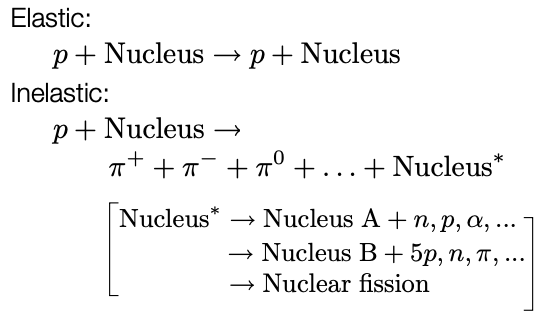 Elastic:
p + Nucleus → p + Nucleus
Inelastic:
p + Nucleus →
π⁺ + π⁻ + π⁰ + … + Nucleus*
Nucleus* → Nucleus A + n, p, α, ...
→ Nucleus B + 5p, n, π, ...
→ Nuclear fission